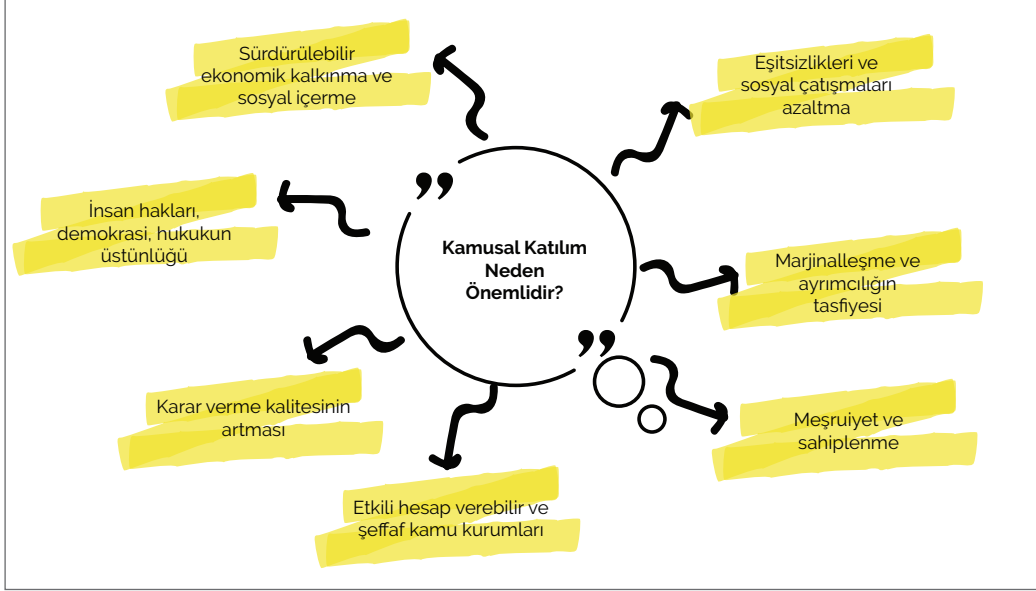 Sürdürülebilir
ekonomik kalkınma ve
sosyal içerme
Eşitsizlikleri ve
sosyal çatışmaları
azaltma
İnsan hakları,
demokrasi, hukukun
üstünlüğü
Kamusal Katılım
Neden
Önemlidir?
Marjinalleşme ve
ayrımcılığın
tasfiyesi
Karar verme kalitesinin
artması
Meşruiyet ve
sahiplenme
Etkili hesap verebilir ve
şeffaf kamu kurumları